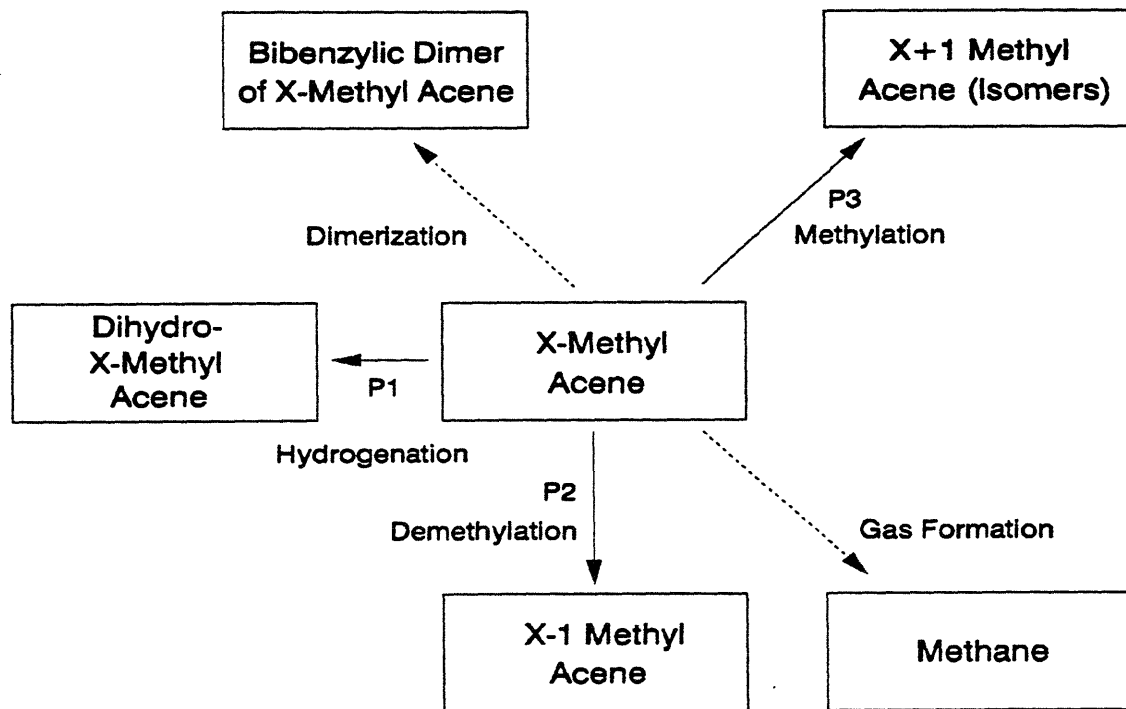 Bibenzylic Dimer
of X-Methyl Acene
X+1 Methyl
Acene (Isomers)
P3
Methylation
Dimerization
Dihydro-
X-Methyl
Acene
P1
X-Methyl
Acene
Hydrogenation
P2
Demethylation
Gas Formation
X-1 Methyl
Acene
Methane